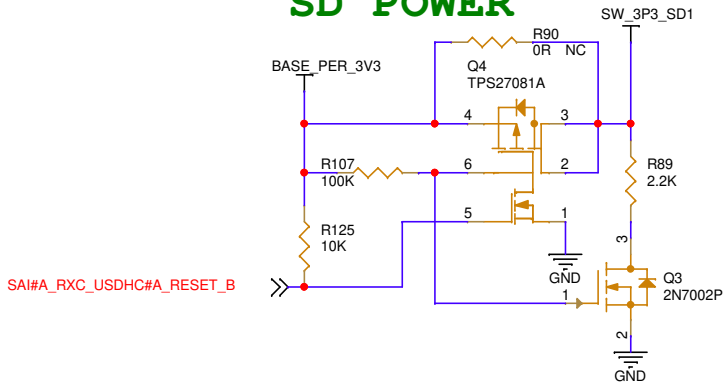 SD POWER
SW_3P3_SD1
R90
0R NC
BASE_PER_3V3
Q4
TPS27081A
4
3
R107
100K
6
2
R89
2.2K
R125
10K
5
1
3
GND
SAI#A_RXC_USDHC#A_RESET_B
1
Q3
2N7002P
2
GND